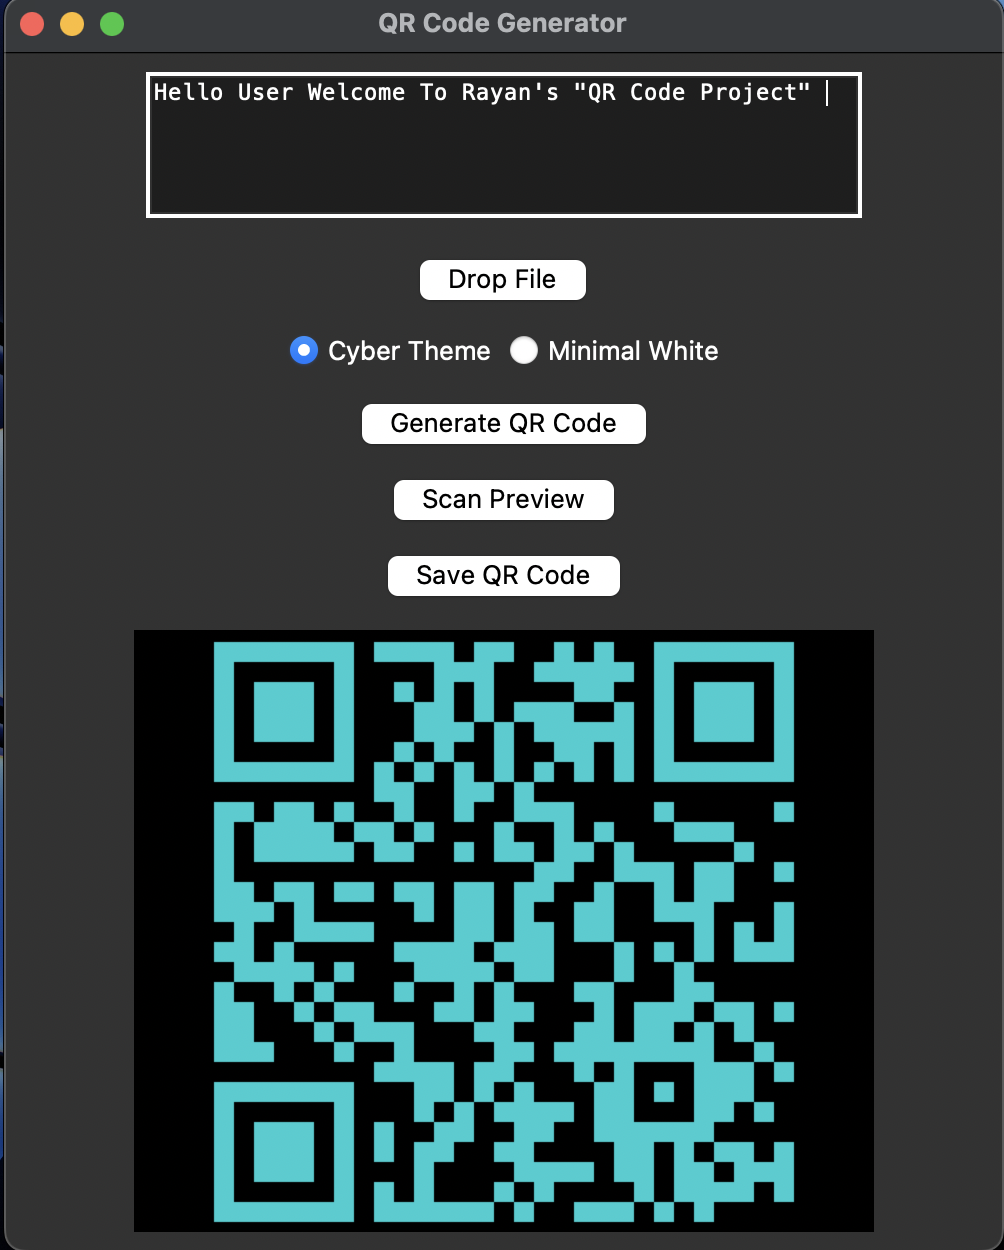 QR Code Generator
Hello User Welcome To Rayan's "QR Code Project"
Drop File
Cyber Theme Minimal White
Generate QR Code
Scan Preview
Save QR Code